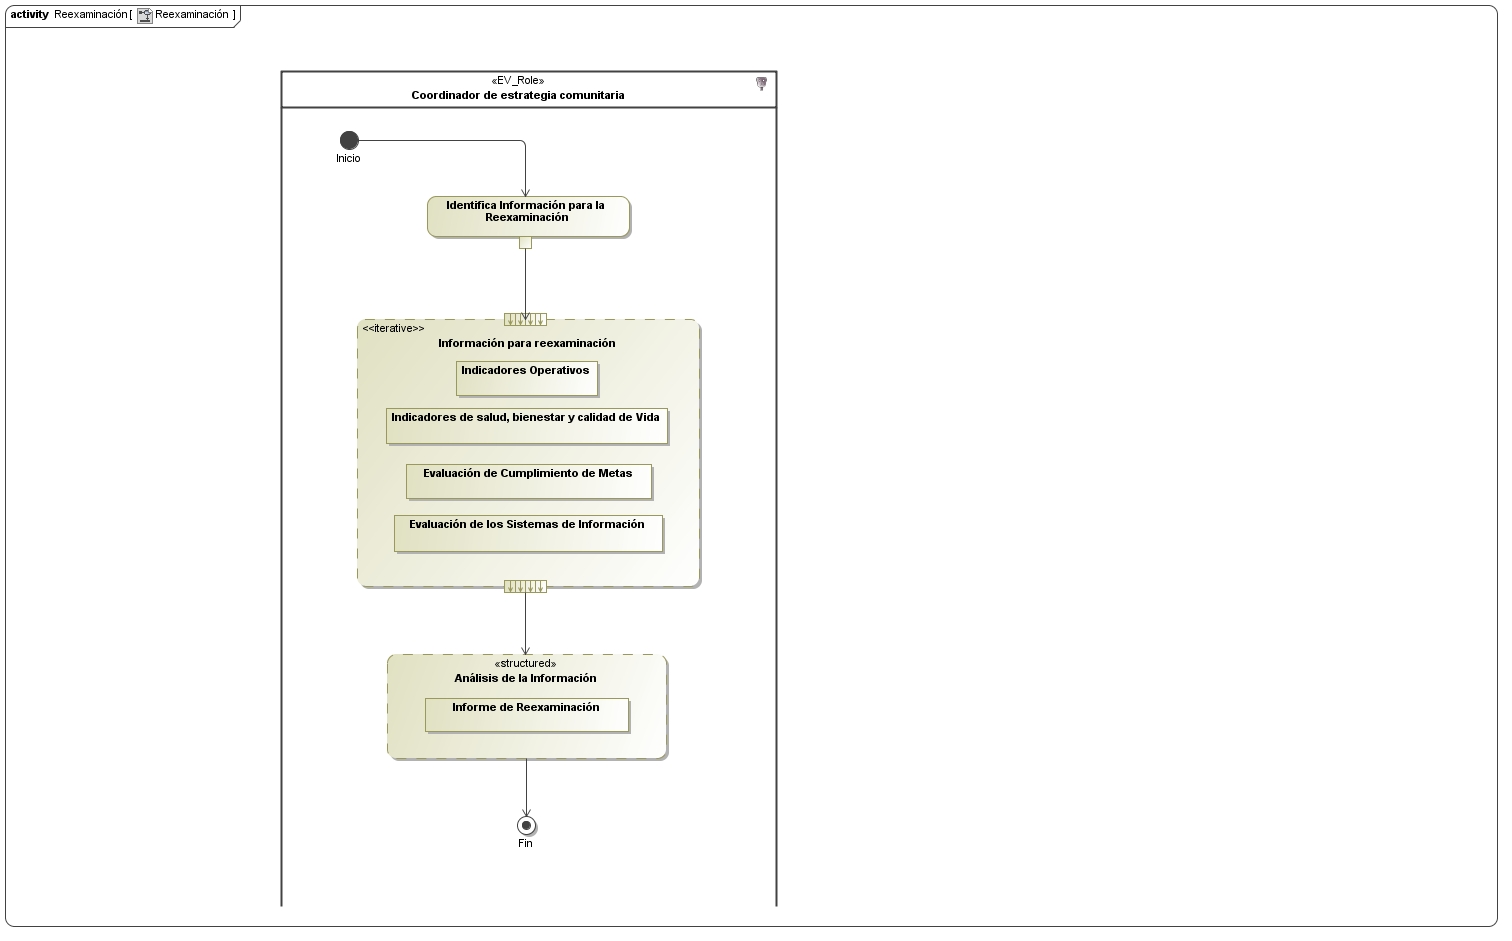 activity Reexaminación [ Reexaminación ]
«EV_Role»
Coordinador de estrategia comunitaria
Inicio
Identifica Información para la
Reexaminación
<<iterative>>
Información para reexaminación
Indicadores Operativos
Indicadores de salud, bienestar y calidad de Vida
Evaluación de Cumplimiento de Metas
Evaluación de los Sistemas de Información
«structured»
Análisis de la Información
Informe de Reexaminación
Fin